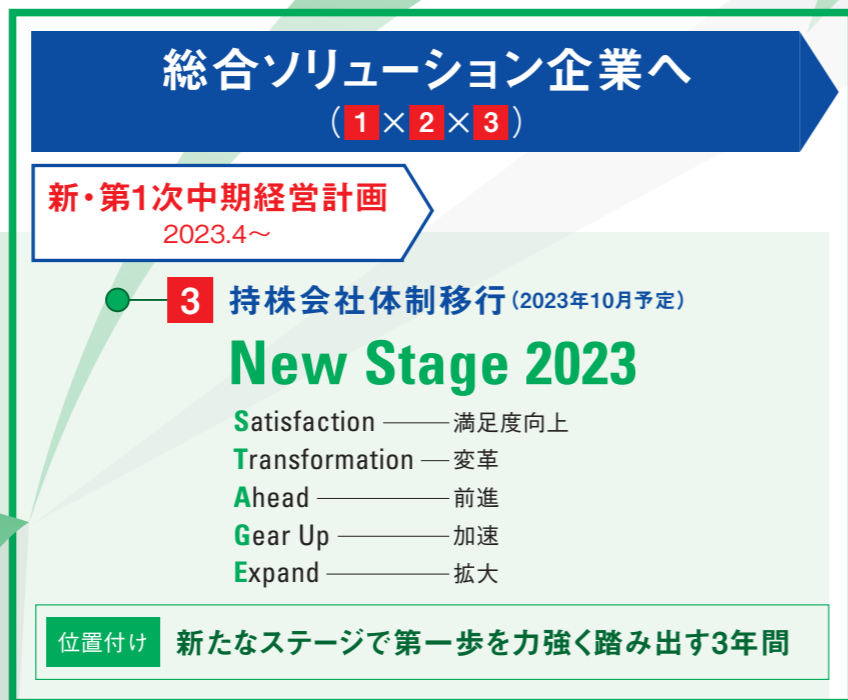 総合ソリューション企業へ
（1×2×3）
新・第1次中期経営計画
2023.4～
3 持株会社体制移行（2023年10月予定）
New Stage 2023
Satisfaction 満足度向上
Transformation 変革
Ahead 前進
Gear Up 加速
Expand 拡大
位置付け 新たなステージで第一歩を力強く踏み出す3年間